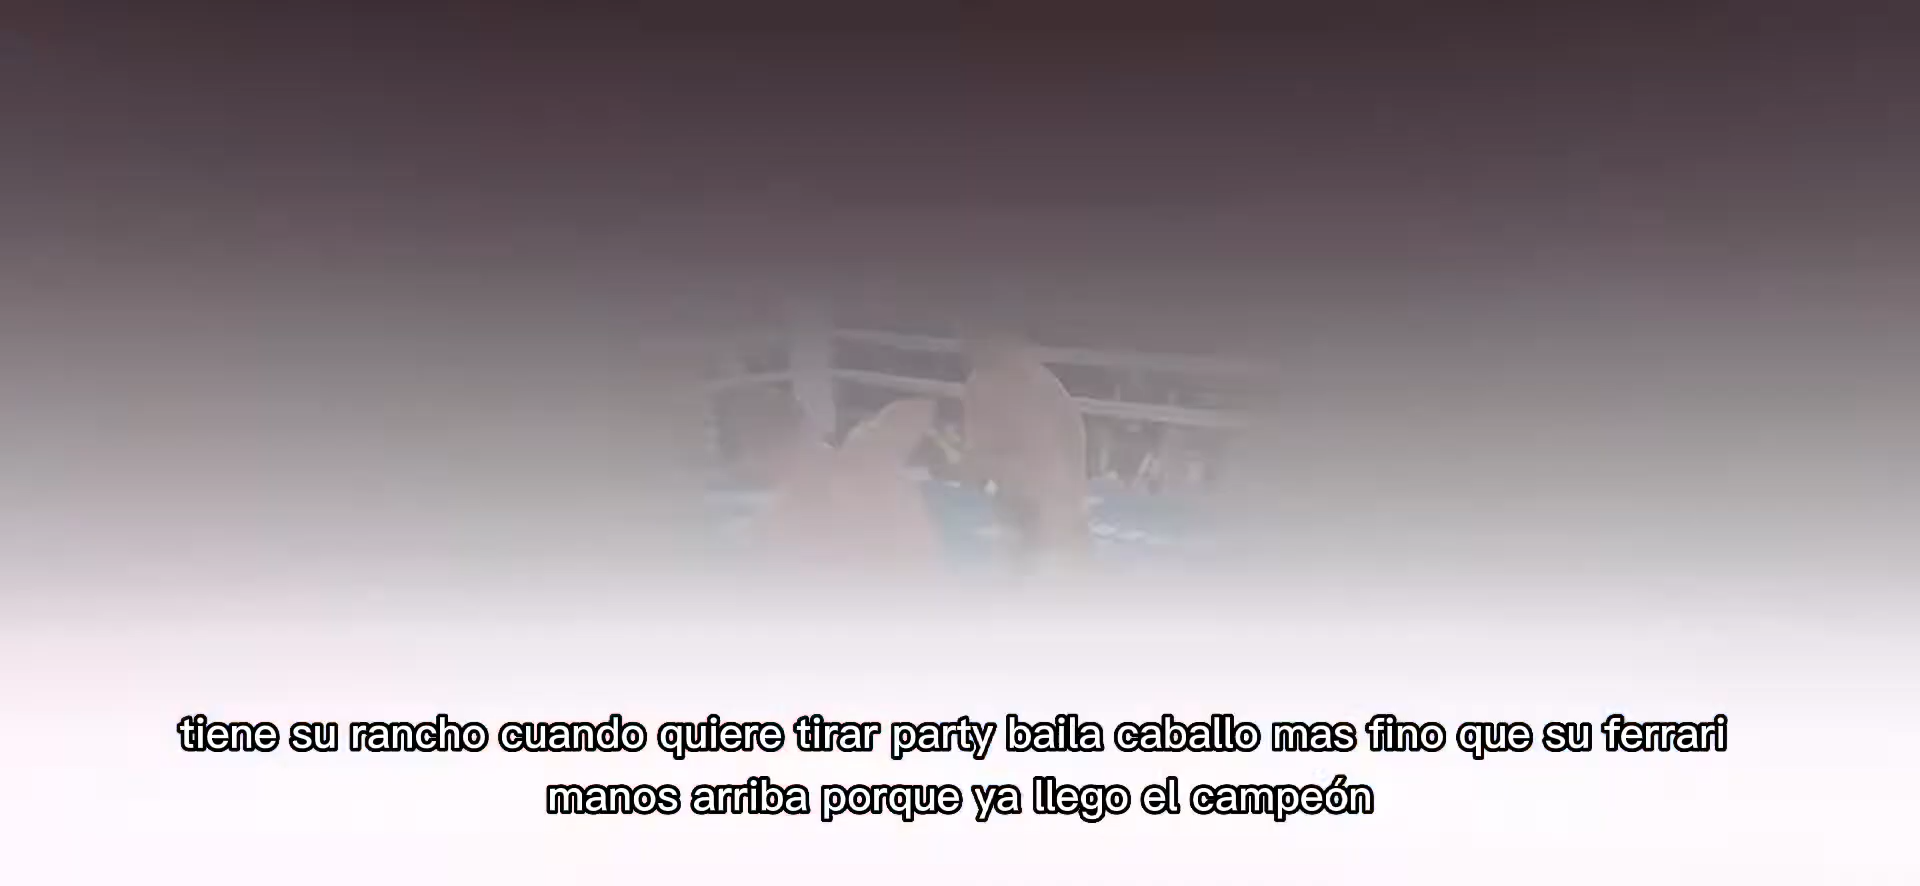 tiene su rancho cuando quiere tirar party baila caballo mas fino que su ferrari
manos arriba porque ya llego el campeón